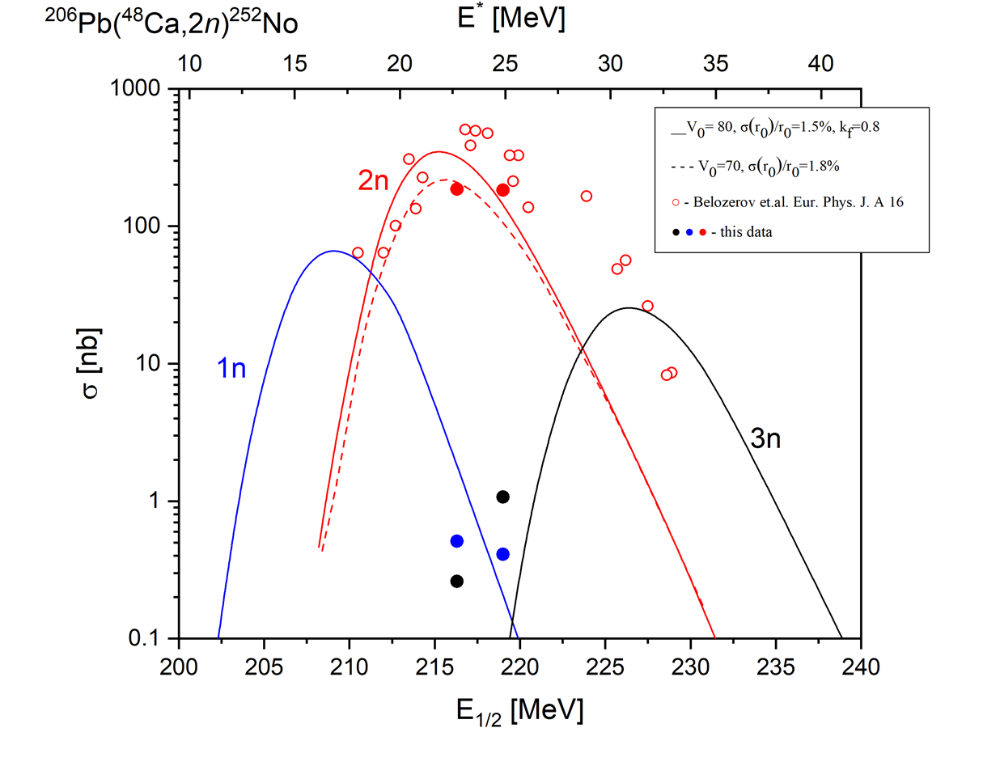 ²⁰⁶Pb(⁴⁸Ca,2n)²⁵²No
E* [MeV]
10 15 20 25 30 35 40
1000
100
10
1
0.1
σ [nb]
V₀= 80, σ(r₀)/r₀=1.5%, k_f=0.8
--- V₀=70, σ(r₀)/r₀=1.8%
- Belozerov et.al. Eur. Phys. J. A 16
- this data
2n
1n
3n
200 205 210 215 220 225 230 235 240
E₁/₂ [MeV]